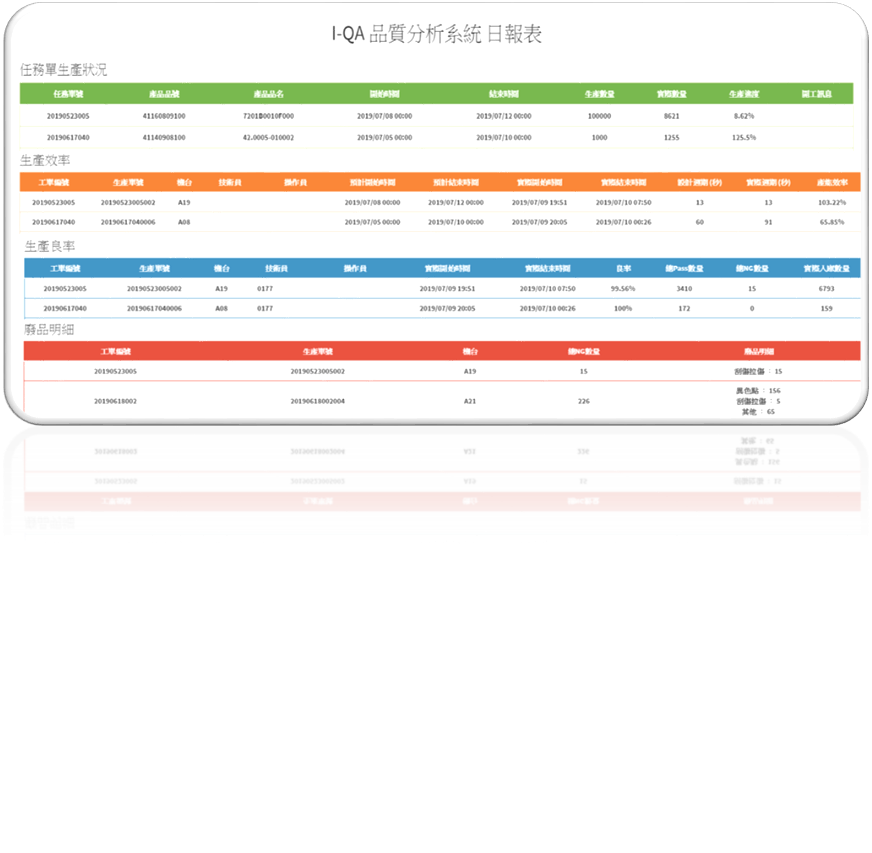 I-QA 品質分析系統 日報表
任務單生產狀況
任務單號 產品品號 產品品名 開始時間 結束時間 生產數量 實際數量 生產進度 關工訊息
20190523005 41160809100 7201B0010F000 2019/07/08 00:00 2019/07/12 00:00 100000 8621 8.62%
20190617040 41140908100 42.0005-010002 2019/07/05 00:00 2019/07/10 00:00 1000 1255 125.5%
生產效率
工單編號 生產單號 機台 技術員 操作員 預計開始時間 預計結束時間 實際開始時間 實際結束時間 設計週期(秒) 實際週期(秒) 產能效率
20190523005 20190523005002 A19 2019/07/08 00:00 2019/07/12 00:00 2019/07/09 19:51 2019/07/10 07:50 13 13 103.22%
20190617040 20190617040006 A08 2019/07/05 00:00 2019/07/10 00:00 2019/07/09 20:05 2019/07/10 00:26 60 91 65.85%
生產良率
工單編號 生產單號 機台 技術員 操作員 實際開始時間 實際結束時間 良率 總Pass數量 總NG數量 實際入庫數量
20190523005 20190523005002 A19 0177 2019/07/09 19:51 2019/07/10 07:50 99.56% 3410 15 6793
20190617040 20190617040006 A08 0177 2019/07/09 20:05 2019/07/10 00:26 100% 172 0 159
廢品明細
工單編號 生產單號 機台 總NG數量 廢品明細
20190523005 20190523005002 A19 15 刮傷拉傷 : 15
異色點 : 156
20190618002 20190618002004 A21 226 刮傷拉傷 : 5
其他 : 65